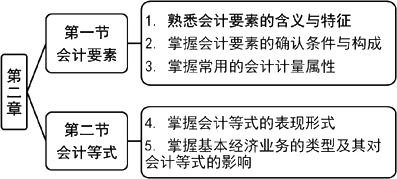 第二章
第一节
会计要素
1. 熟悉会计要素的含义与特征
2. 掌握会计要素的确认条件与构成
3. 掌握常用的会计计量属性
第二节
会计等式
4. 掌握会计等式的表现形式
5. 掌握基本经济业务的类型及其对
会计等式的影响